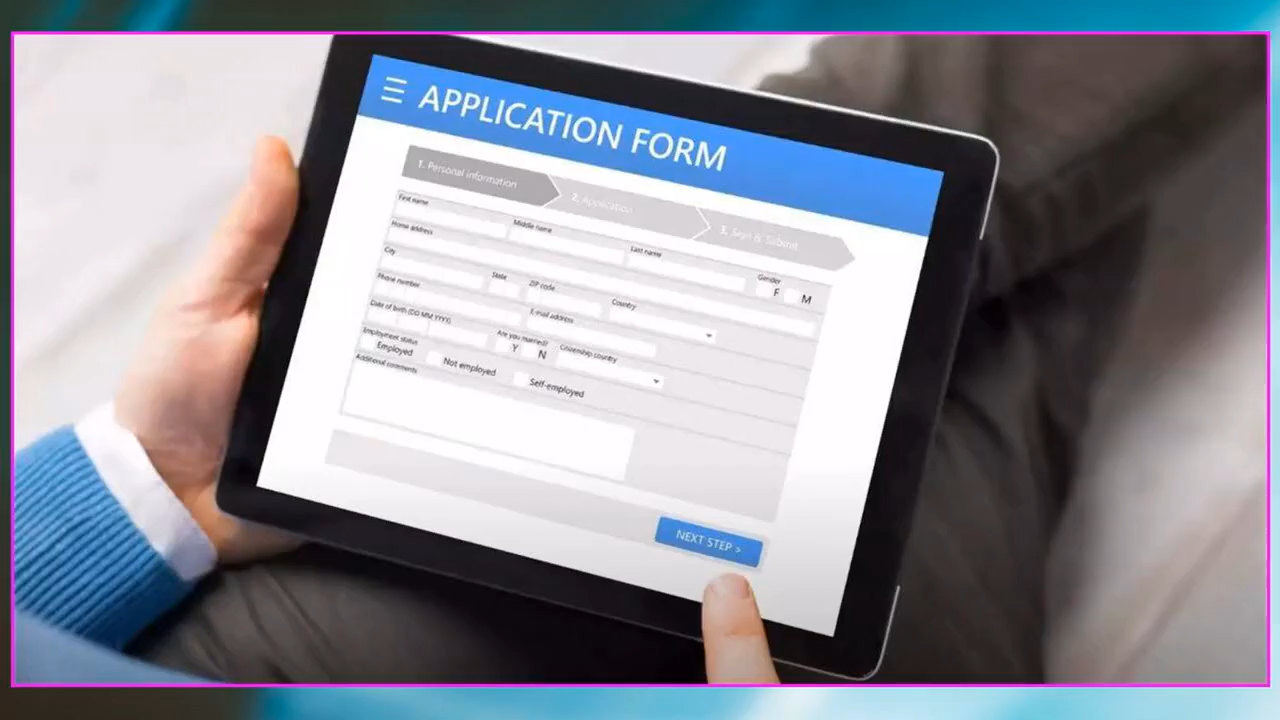 APPLICATION FORM
1. Personal information
2. Application
3. Sign & Submit
First name
Middle name
Last name
Gender
F
M
Home address
City
State
ZIP code
Country
Phone number
E-mail address
Date of birth (DD MM YYYY)
Are you married?
Y
N
Citizenship country
Employment status
Employed
Not employed
Self-employed
Additional comments
NEXT STEP >